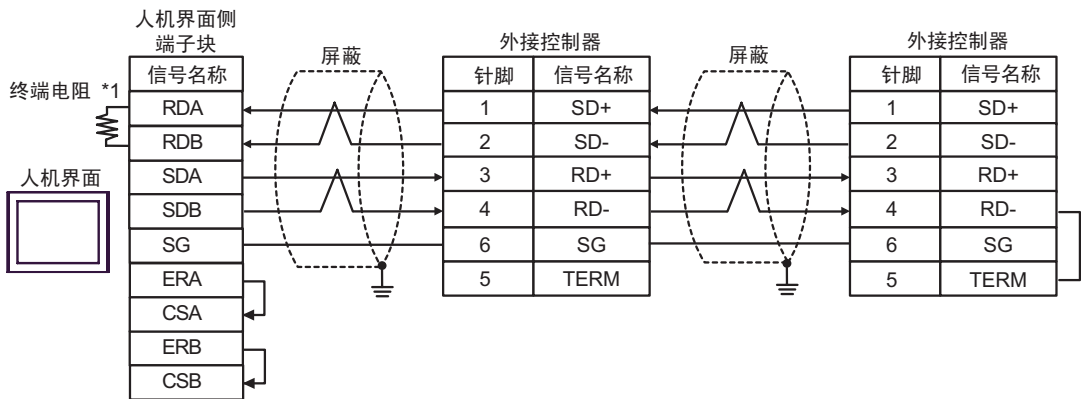 人机界面侧
端子块
屏蔽
外接控制器
屏蔽
外接控制器
终端电阻 *1
人机界面
信号名称
RDA
RDB
SDA
SDB
SG
ERA
CSA
ERB
CSB
针脚 信号名称
1 SD+
2 SD-
3 RD+
4 RD-
6 SG
5 TERM
针脚 信号名称
1 SD+
2 SD-
3 RD+
4 RD-
6 SG
5 TERM